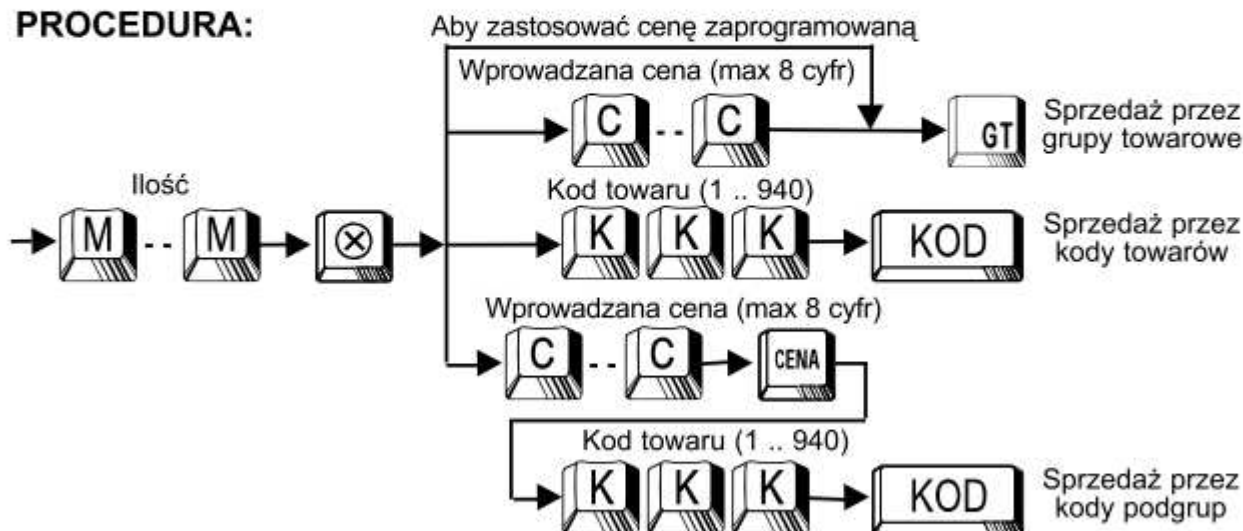 PROCEDURA:
Aby zastosować cenę zaprogramowaną
Wprowadzana cena (max 8 cyfr)
C - - C
GT
Sprzedaż przez
grupy towarowe
Ilość
M - - M
⊗
Kod towaru (1 .. 940)
K K K
KOD
Sprzedaż przez
kody towarów
Wprowadzana cena (max 8 cyfr)
C - - C
CENA
Kod towaru (1 .. 940)
K K K
KOD
Sprzedaż przez
kody podgrup